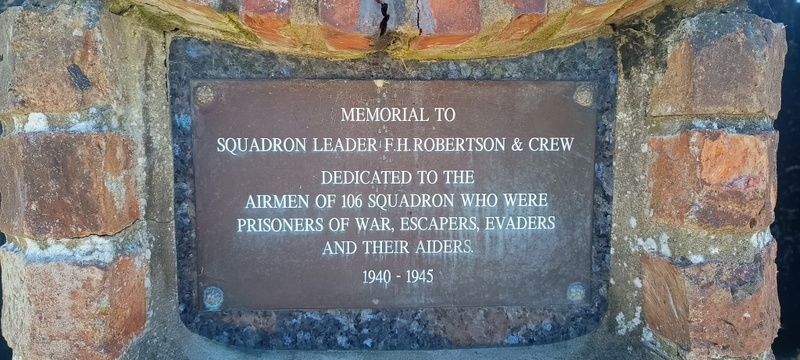 MEMORIAL TO
SQUADRON LEADER F.H. ROBERTSON & CREW
DEDICATED TO THE
AIRMEN OF 106 SQUADRON WHO WERE
PRISONERS OF WAR, ESCAPERS, EVADERS
AND THEIR AIDERS.
1940 - 1945